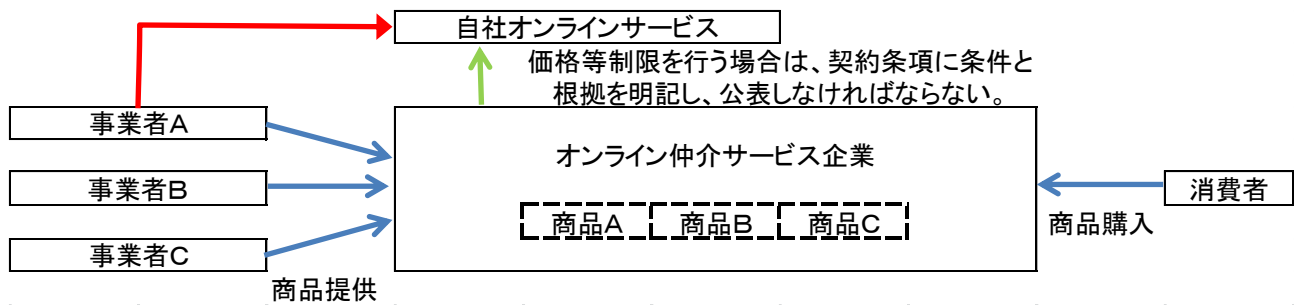 自社オンラインサービス
価格等制限を行う場合は、契約条項に条件と
根拠を明記し、公表しなければならない。
事業者A
オンライン仲介サービス企業
事業者B
消費者
商品A
商品B
商品C
商品購入
事業者C
商品提供